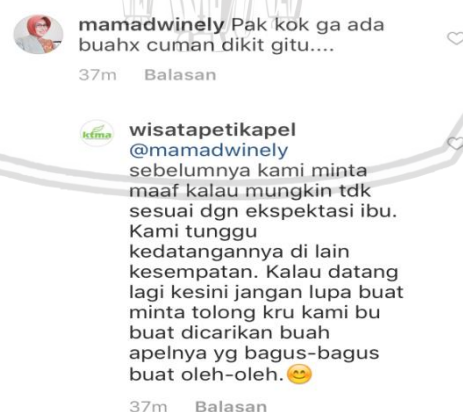 mamadwinely Pak kok ga ada
buahx cuman dikit gitu....
37m Balasan
ktma
wisatapetikapel
@mamadwinely
sebelumnya kami minta
maaf kalau mungkin tdk
sesuai dgn ekspektasi ibu.
Kami tunggu
kedatangannya di lain
kesempatan. Kalau datang
lagi kesini jangan lupa buat
minta tolong kru kami bu
buat dicarikan buah
apelnya yg bagus-bagus
buat oleh-oleh.😊
37m Balasan